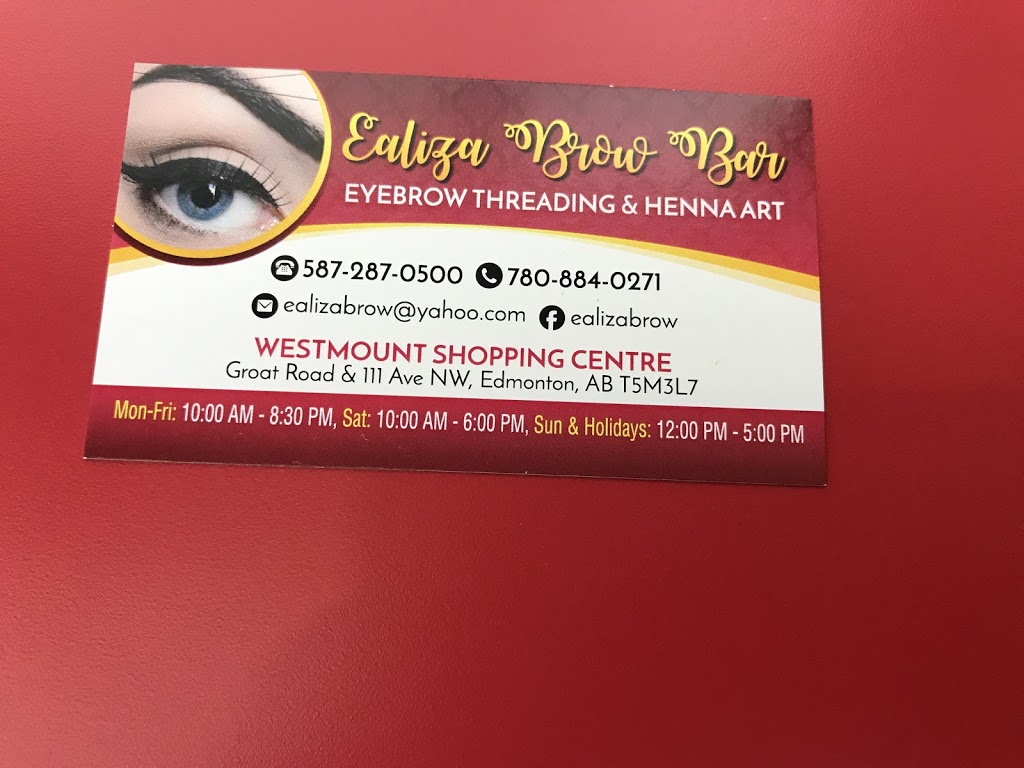 Ealiza Brow Bar
EYEBROW THREADING & HENNA ART
587-287-0500 780-884-0271
ealizabrow@yahoo.com ealizabrow
WESTMOUNT SHOPPING CENTRE
Groat Road & 111 Ave NW, Edmonton, AB T5M3L7
Mon-Fri: 10:00 AM - 8:30 PM, Sat: 10:00 AM - 6:00 PM, Sun & Holidays: 12:00 PM - 5:00 PM